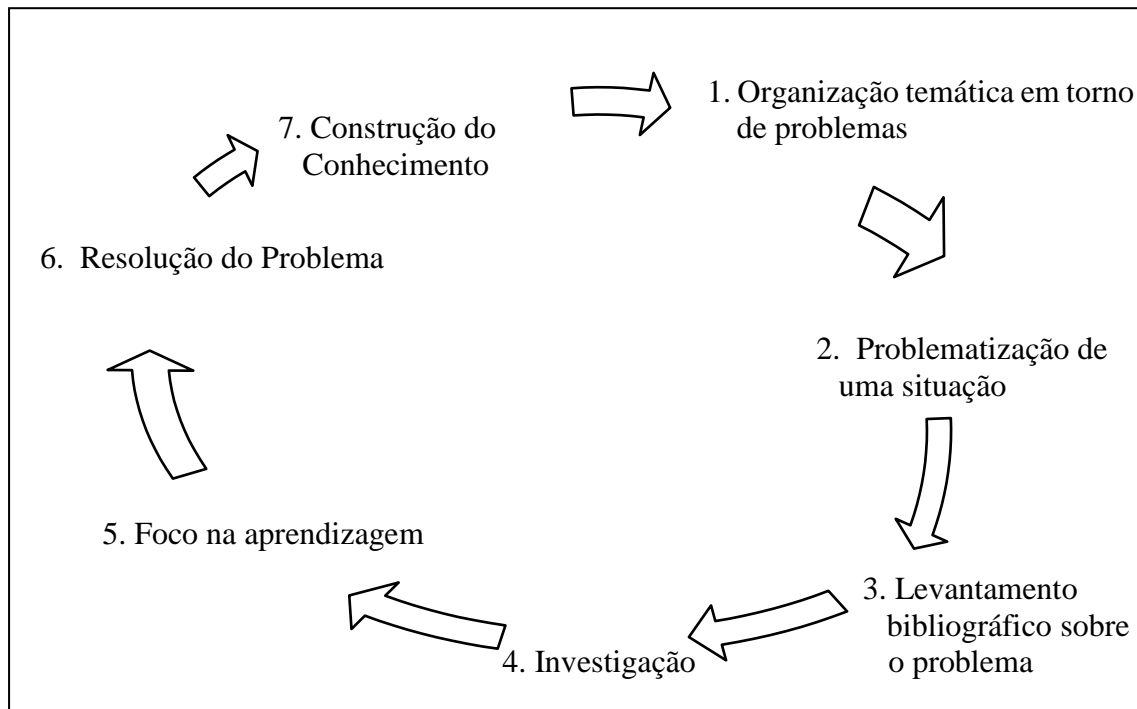 1. Organização temática em torno
de problemas
2. Problematização de
uma situação
3. Levantamento
bibliográfico sobre
o problema
4. Investigação
5. Foco na aprendizagem
6. Resolução do Problema
7. Construção do
Conhecimento